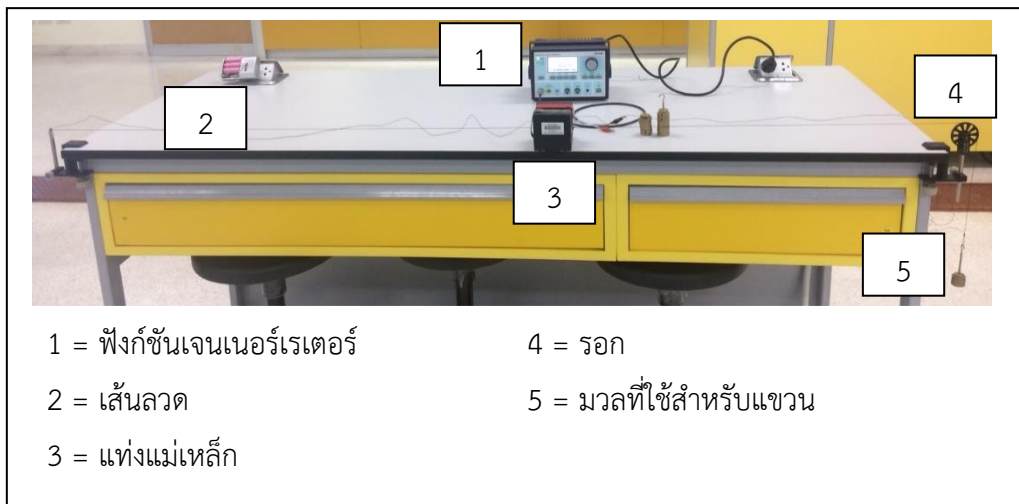 1
4
2
3
5
1 = ฟังก์ชันเจนเนอร์เรเตอร์
4 = รอก
2 = เส้นลวด
5 = มวลที่ใช้สำหรับแขวน
3 = แท่งแม่เหล็ก